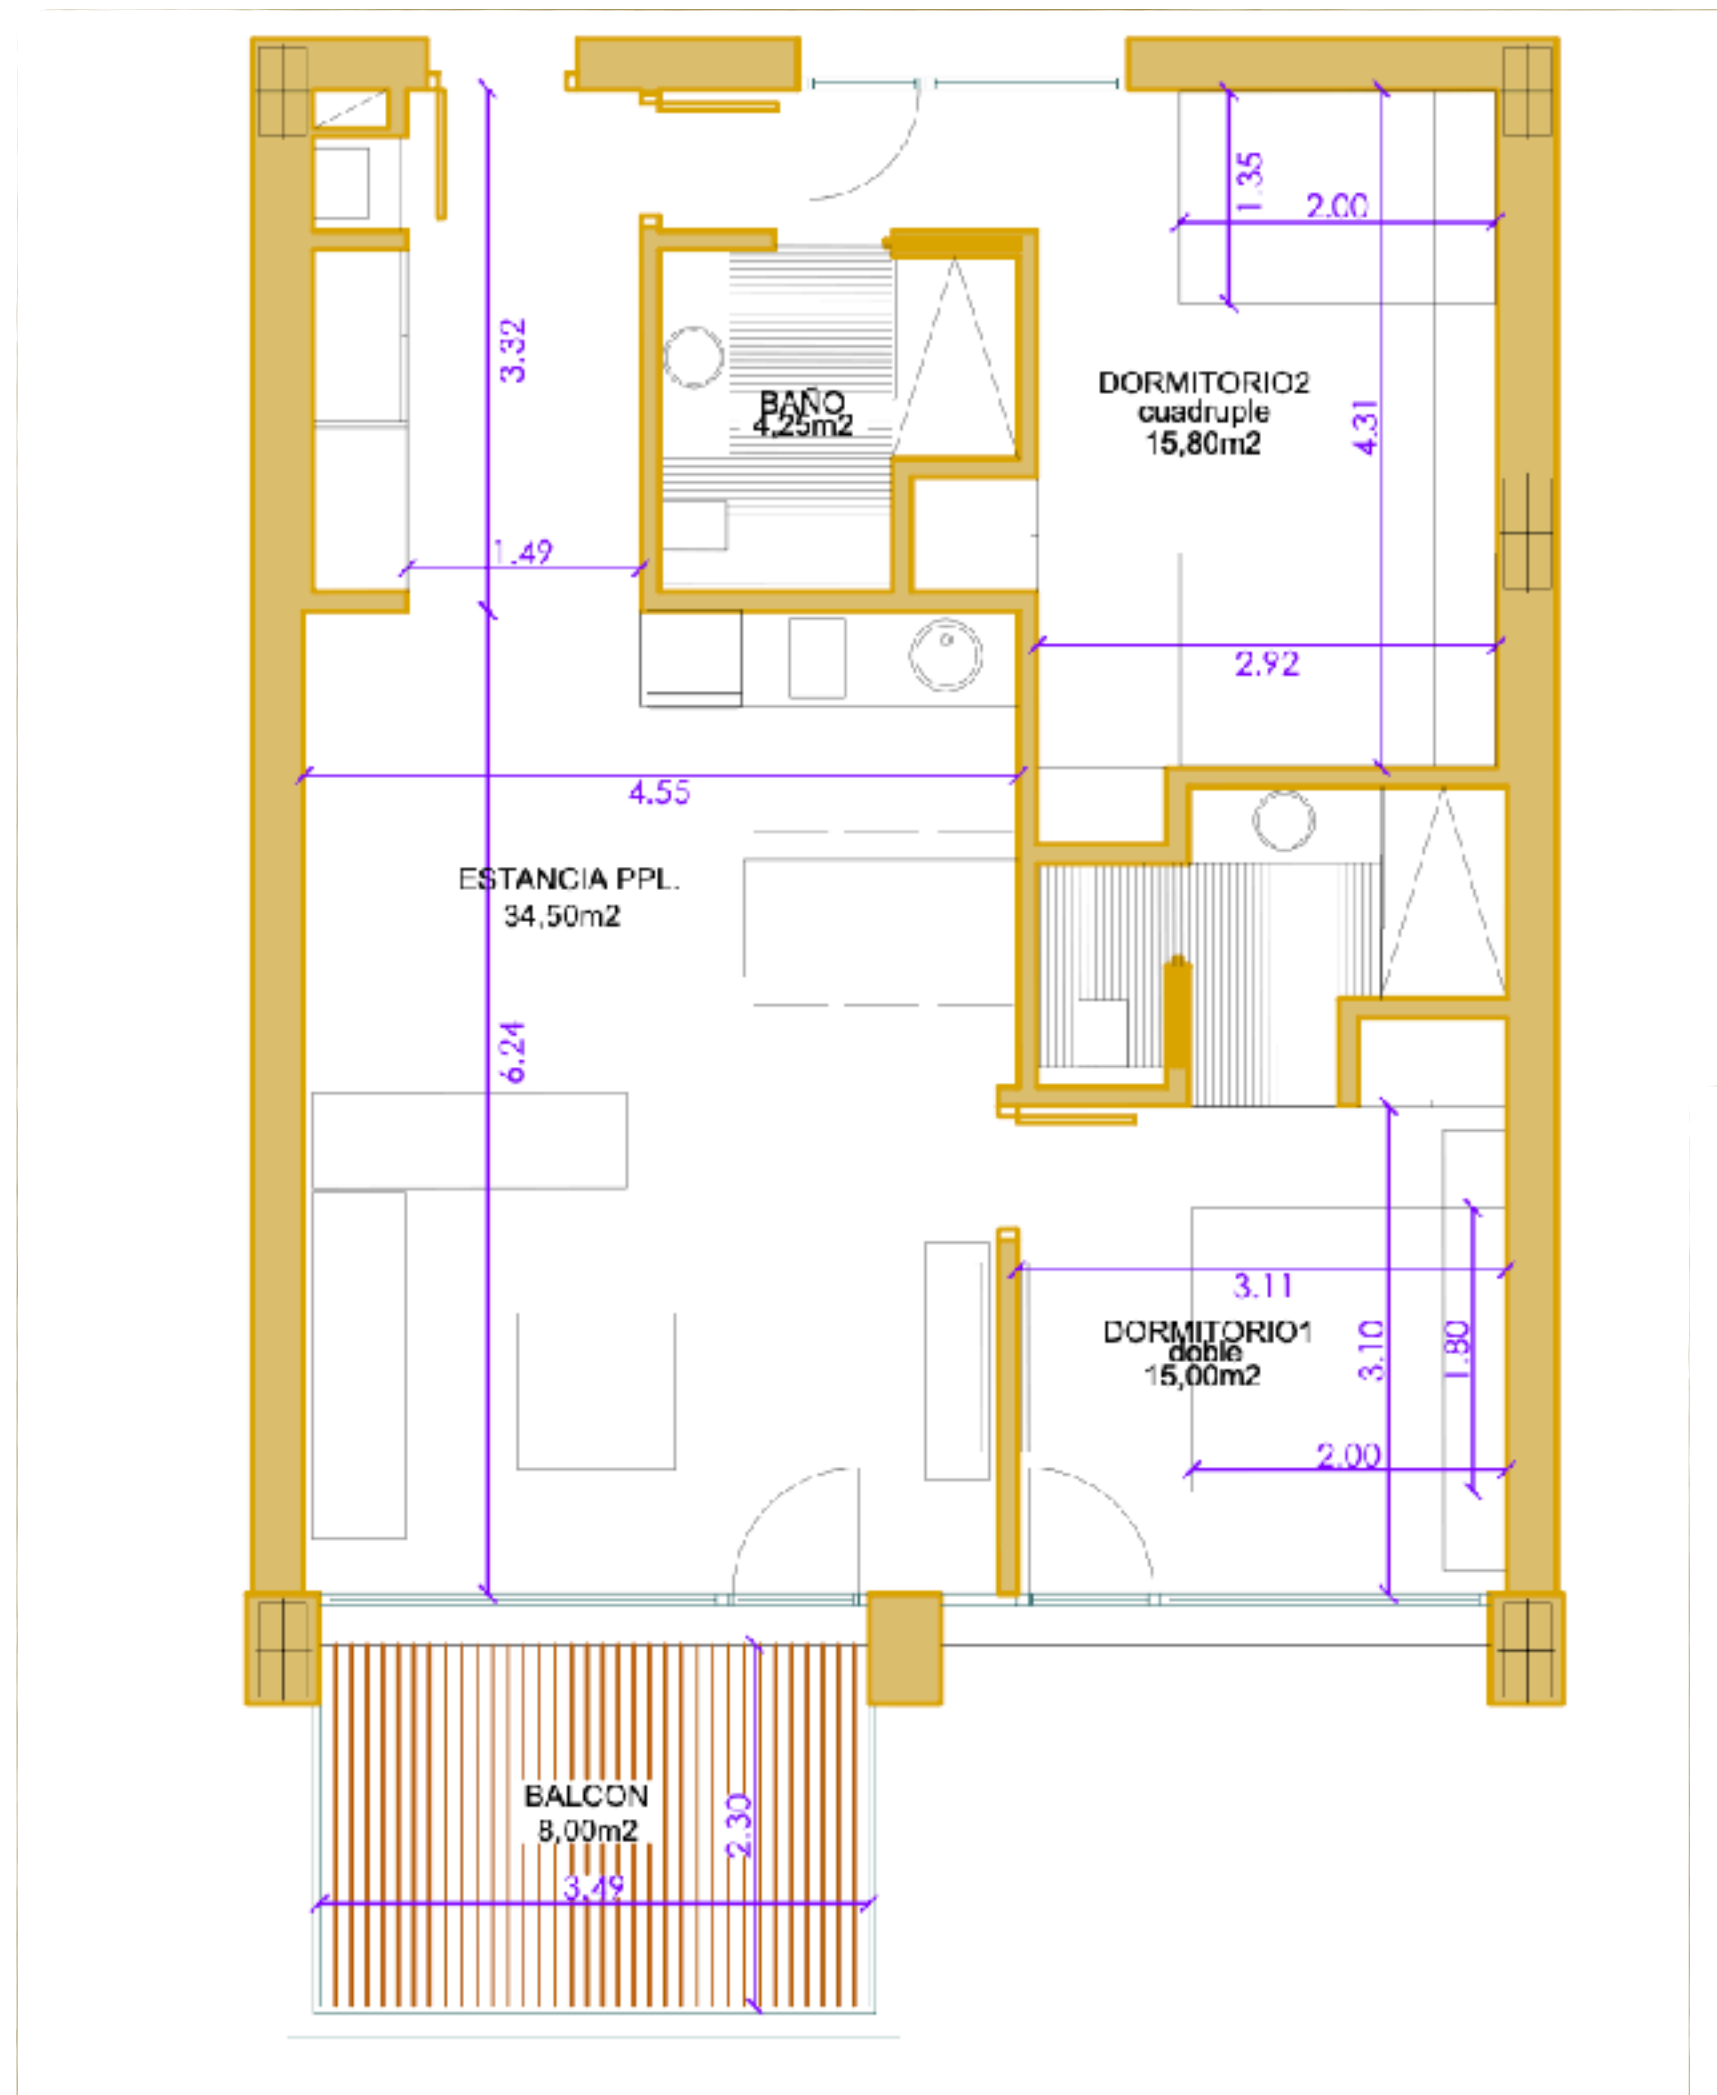 1.35
2.00
3.32
DORMITORIO2
cuadruple
15,80m2
BAÑO
4,25m2
4.31
1.49
2.92
4.55
ESTANCIA PPL.
34,50m2
6.24
3.11
DORMITORIO1
doble
15,00m2
3.10
1.80
2.00
BALCON
8,00m2
2.30
3.49